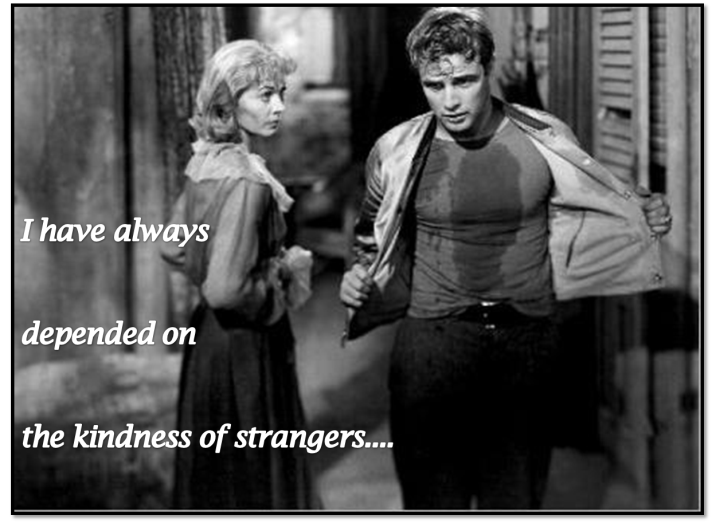 I have always
depended on
the kindness of strangers....